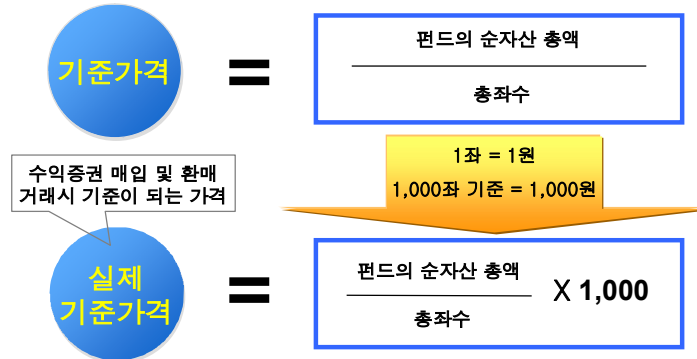 기준가격
=
펀드의 순자산 총액
총좌수
1좌 = 1원
1,000좌 기준 = 1,000원
수익증권 매입 및 환매
거래시 기준이 되는 가격
실제
기준가격
=
펀드의 순자산 총액
총좌수
X 1,000